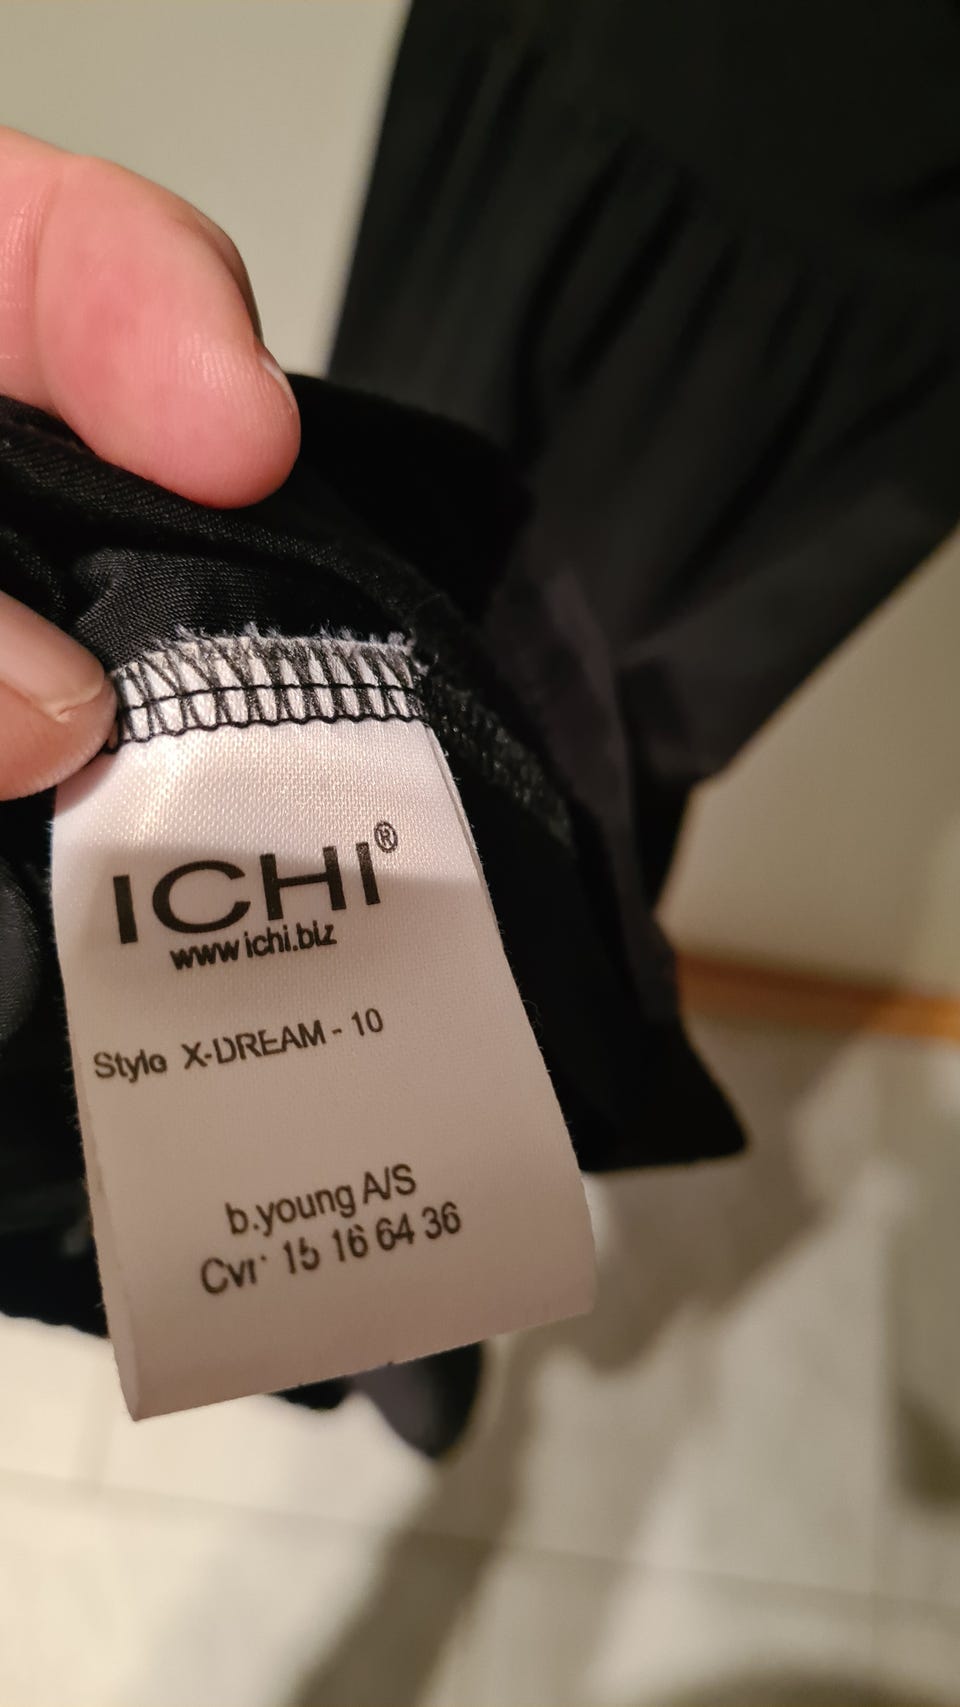 ICHI®
www.ichi.biz
Style X-DREAM - 10
b.young A/S
Cvr 15 16 64 36